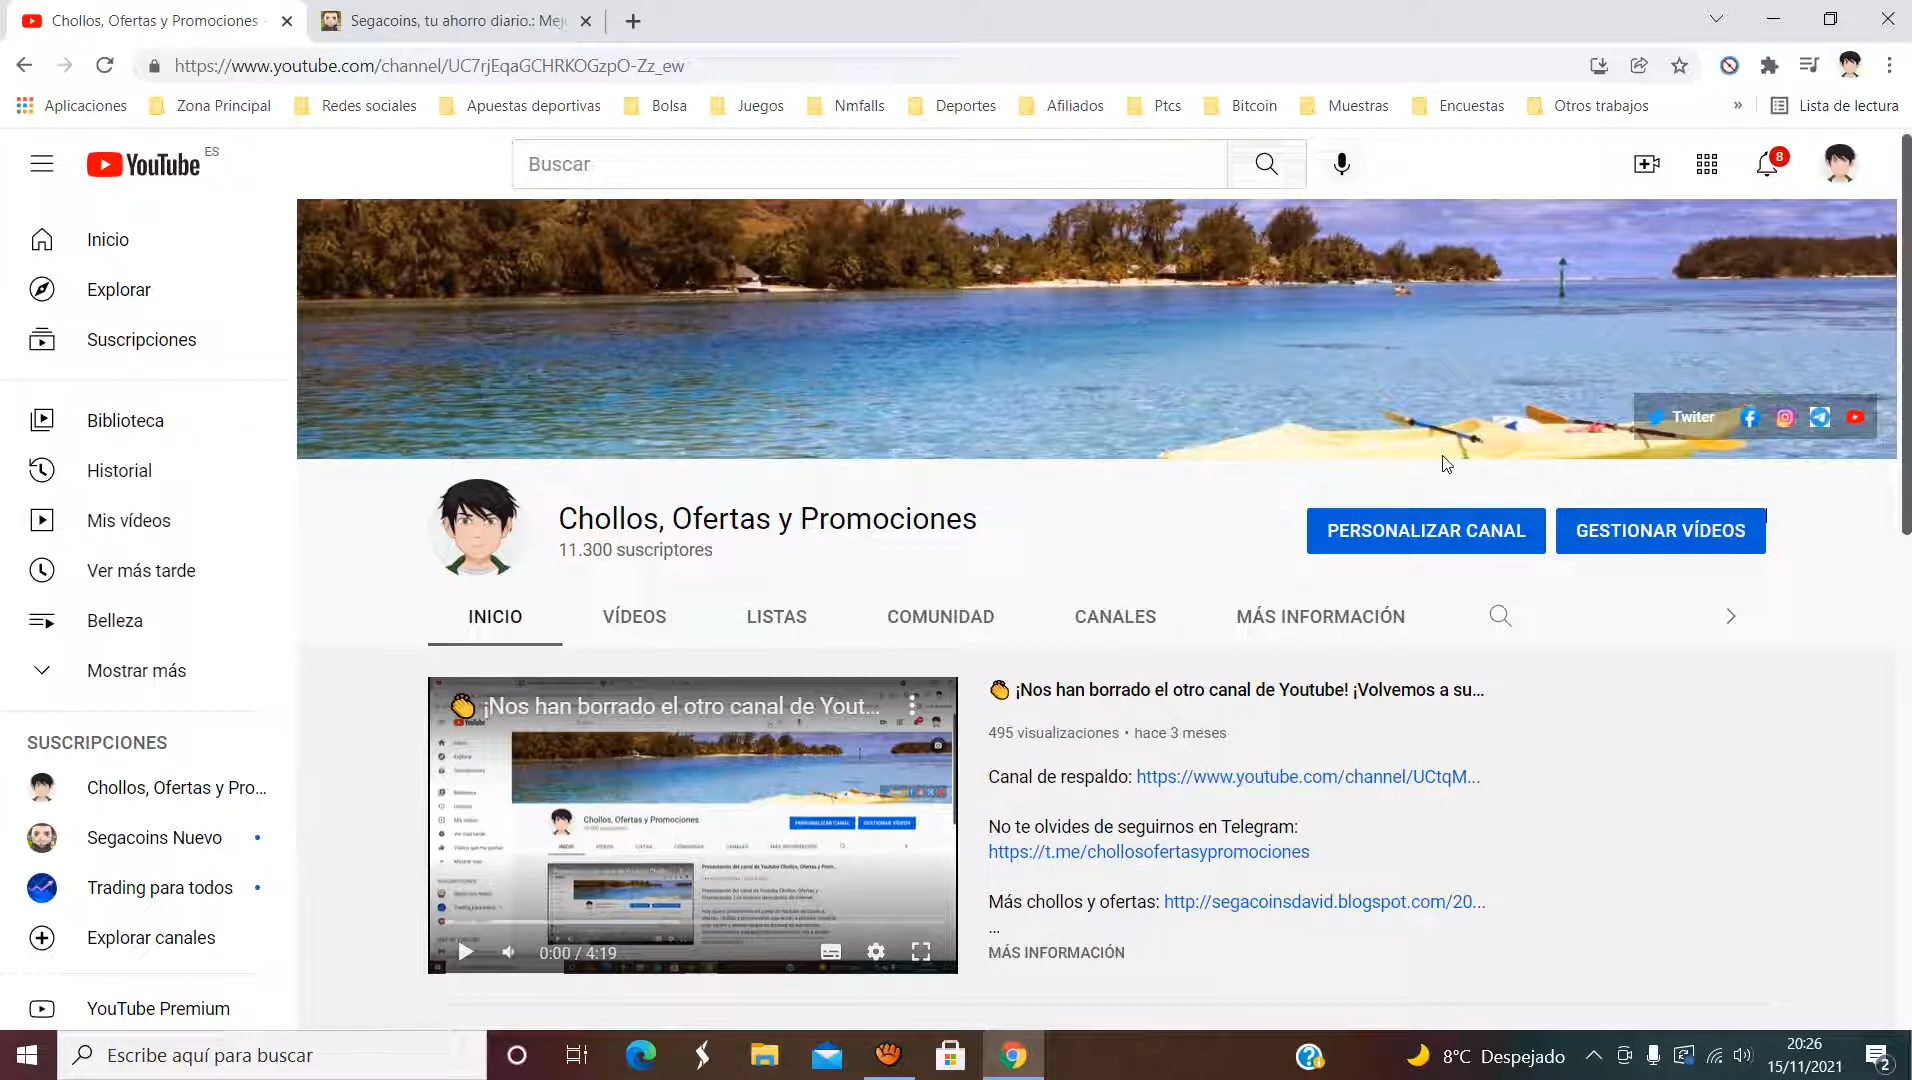 Chollos, Ofertas y Promociones -
Segacoins, tu ahorro diario.: Mej
https://www.youtube.com/channel/UC7rjEqaGCHRKOGzpO-Zz_ew
Aplicaciones
Zona Principal
Redes sociales
Apuestas deportivas
Bolsa
Juegos
Nmfalls
Deportes
Afiliados
Ptcs
Bitcoin
Muestras
Encuestas
Otros trabajos
»
Lista de lectura
YouTube
ES
Buscar
8
Inicio
Explorar
Suscripciones
Biblioteca
Historial
Mis vídeos
Ver más tarde
Belleza
Mostrar más
SUSCRIPCIONES
Chollos, Ofertas y Pro...
Segacoins Nuevo
Trading para todos
Explorar canales
YouTube Premium
Twiter
Chollos, Ofertas y Promociones
11.300 suscriptores
PERSONALIZAR CANAL
GESTIONAR VÍDEOS
INICIO
VÍDEOS
LISTAS
COMUNIDAD
CANALES
MÁS INFORMACIÓN
¡Nos han borrado el otro canal de Yout...
Chollos, Ofertas y Promociones
PERSONALIZAR CANAL
GESTIONAR VÍDEOS
0:00 / 4:19
¡Nos han borrado el otro canal de Youtube! ¡Volvemos a su...
495 visualizaciones • hace 3 meses
Canal de respaldo: https://www.youtube.com/channel/UCtqM...
No te olvides de seguirnos en Telegram:
https://t.me/chollosofertasypromociones
Más chollos y ofertas: http://segacoinsdavid.blogspot.com/20...
...
MÁS INFORMACIÓN
Escribe aquí para buscar
8°C Despejado
20:26
15/11/2021
2